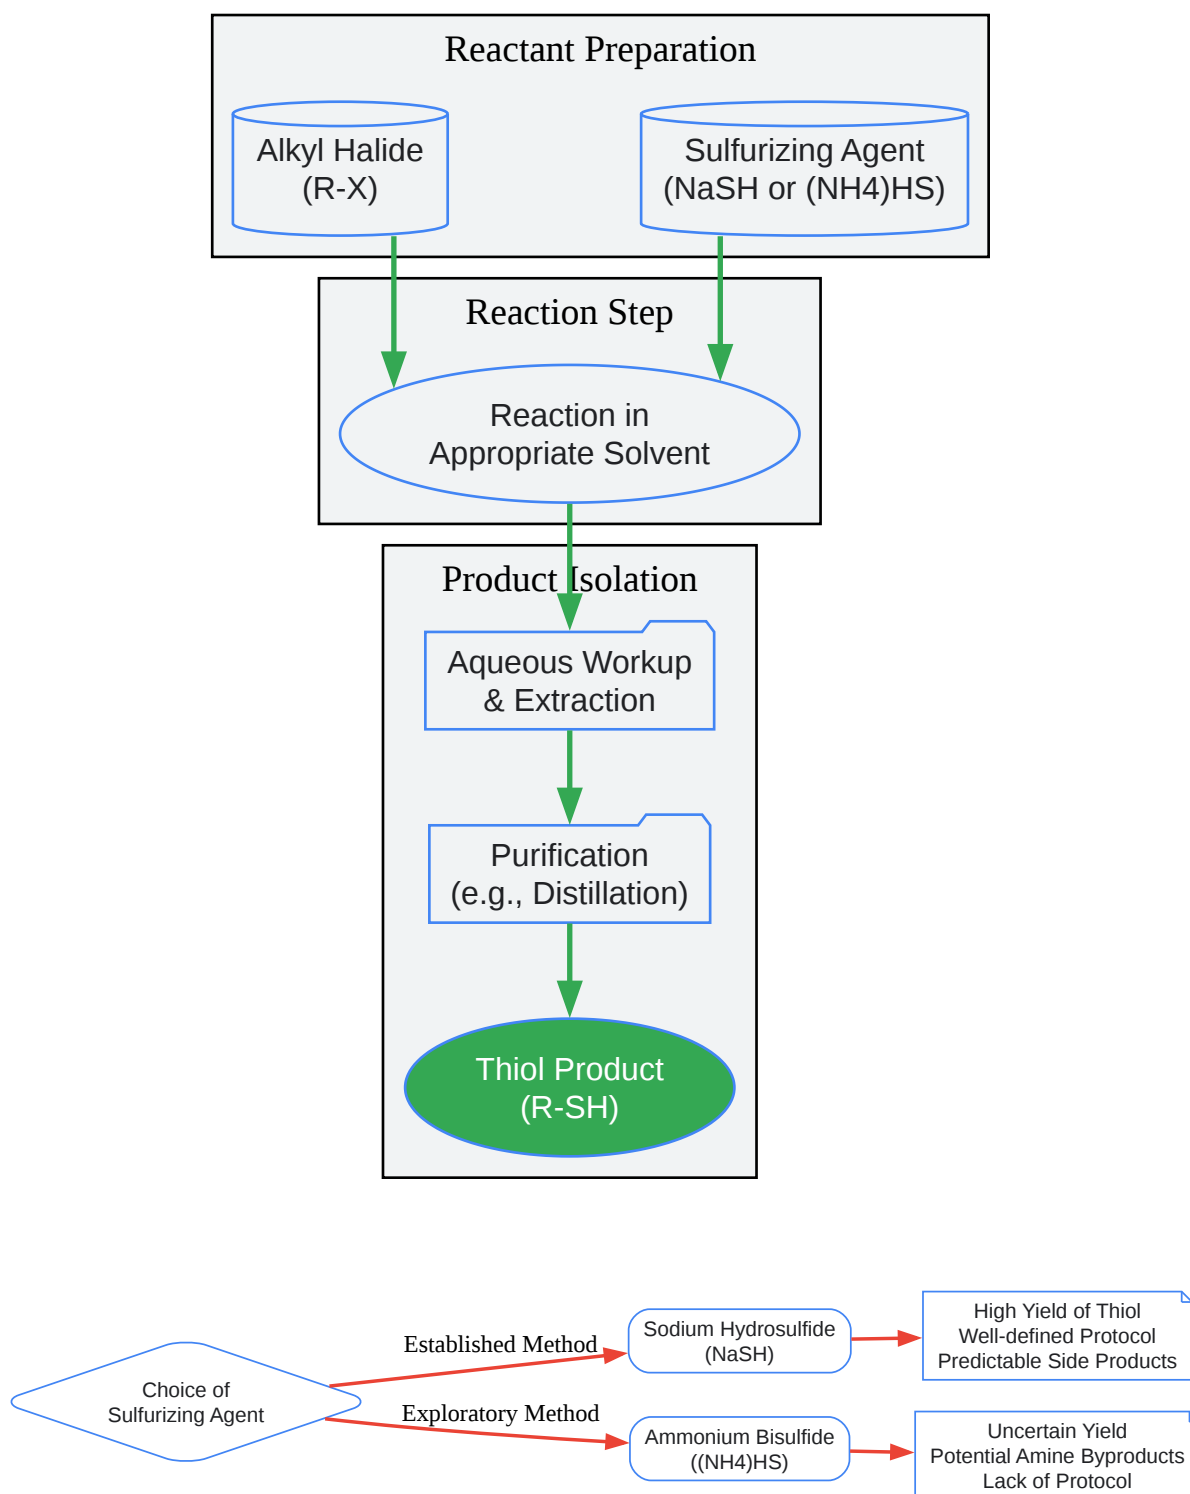 Reactant Preparation
Alkyl Halide
(R-X)
Sulfurizing Agent
(NaSH or (NH4)HS)
Reaction Step
Reaction in
Appropriate Solvent
Product Isolation
Aqueous Workup
& Extraction
Purification
(e.g., Distillation)
Thiol Product
(R-SH)
Choice of
Sulfurizing Agent
Established Method
Exploratory Method
Sodium Hydrosulfide
(NaSH)
Ammonium Bisulfide
((NH4)HS)
High Yield of Thiol
Well-defined Protocol
Predictable Side Products
Uncertain Yield
Potential Amine Byproducts
Lack of Protocol